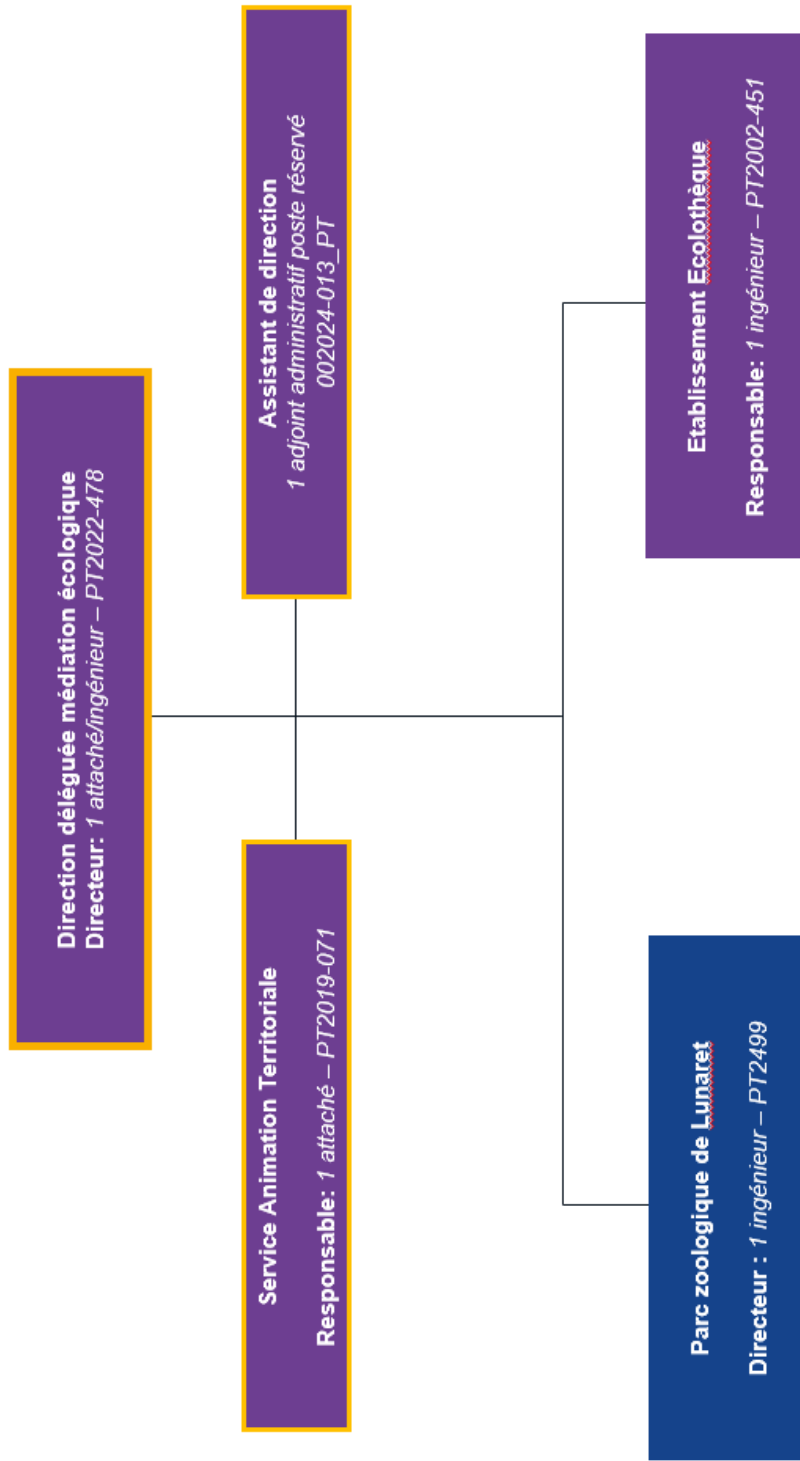 Direction déléguée médiation écologique
Directeur: 1 attaché/ingénieur – PT2022-478
Service Animation Territoriale
Responsable: 1 attaché – PT2019-071
Assistant de direction
1 adjoint administratif poste réservé
002024-013_PT
Parc zoologique de Lunaret
Directeur : 1 ingénieur – PT2499
Etablissement Ecolothèque
Responsable: 1 ingénieur – PT2002-451